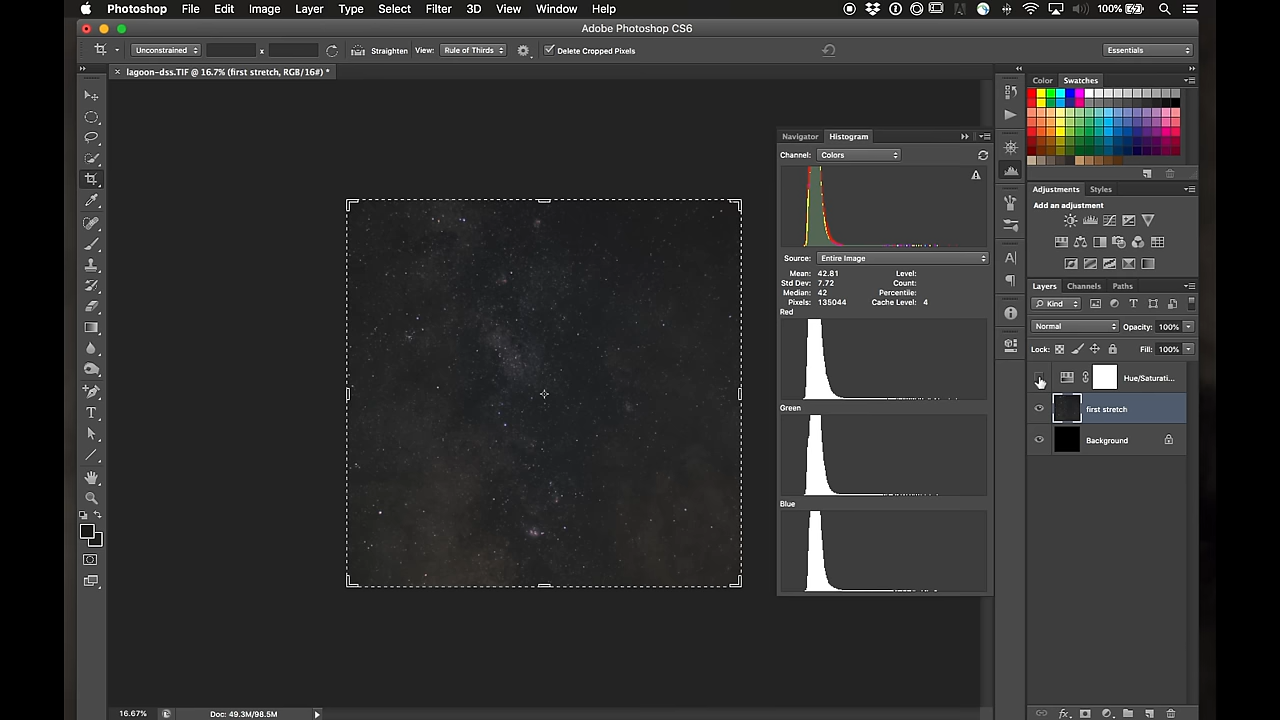 Photoshop File Edit Image Layer Type Select Filter 3D View Window Help 100%
Adobe Photoshop CS6
Unconstrained x Straighten View: Rule of Thirds Delete Cropped Pixels Essentials
lagoon-dss.TIF @ 16.7% (first stretch, RGB/16#) *
Color Swatches
Navigator Histogram
Channel: Colors
Adjustments Styles
Add an adjustment
Source: Entire Image
Mean: 42.81 Level:
Std Dev: 7.72 Count:
Median: 42 Percentile:
Pixels: 135044 Cache Level: 4
Red
Green
Blue
Layers Channels Paths
Kind
Normal Opacity: 100%
Lock: Fill: 100%
Hue/Saturati...
first stretch
Background
16.67% Doc: 49.3M/98.5M